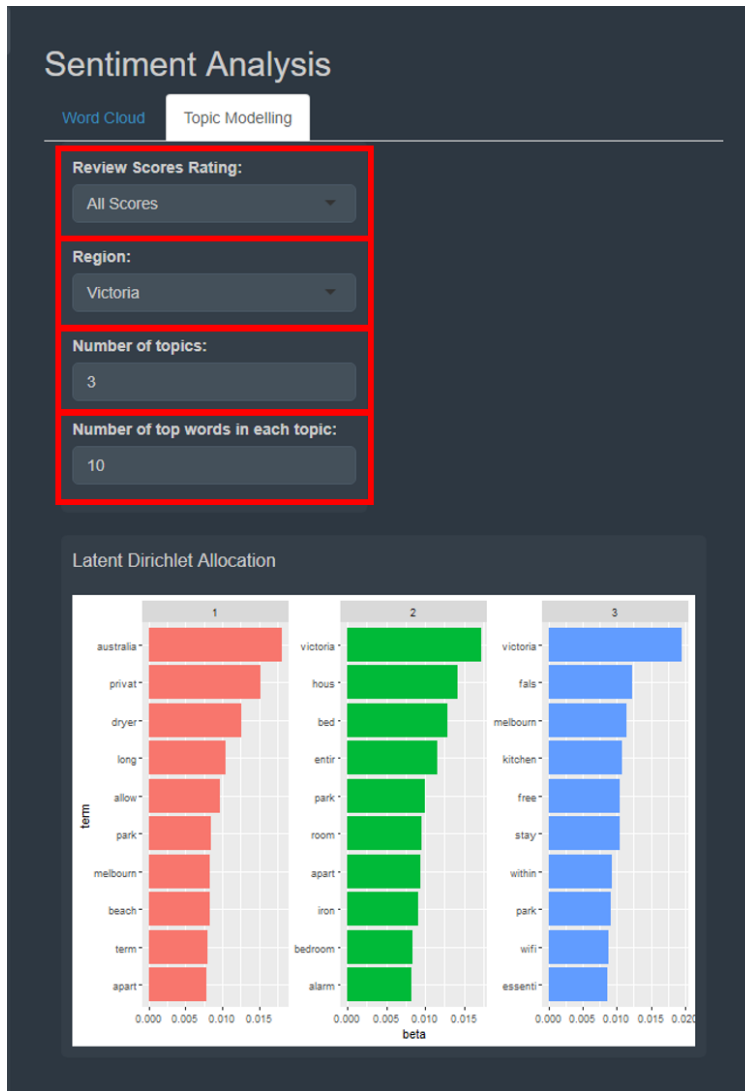 Sentiment Analysis
Word Cloud Topic Modelling
Review Scores Rating:
All Scores
Region:
Victoria
Number of topics:
3
Number of top words in each topic:
10
Latent Dirichlet Allocation
1 2 3
australia victoria victoria
privat hous fals
dryer bed melbourn
long entir kitchen
allow park free
park room stay
melbourn apart within
beach iron park
term bedroom wifi
apart alarm essenti
term
0.000 0.005 0.010 0.015 0.000 0.005 0.010 0.015 0.000 0.005 0.010 0.015 0.020
beta